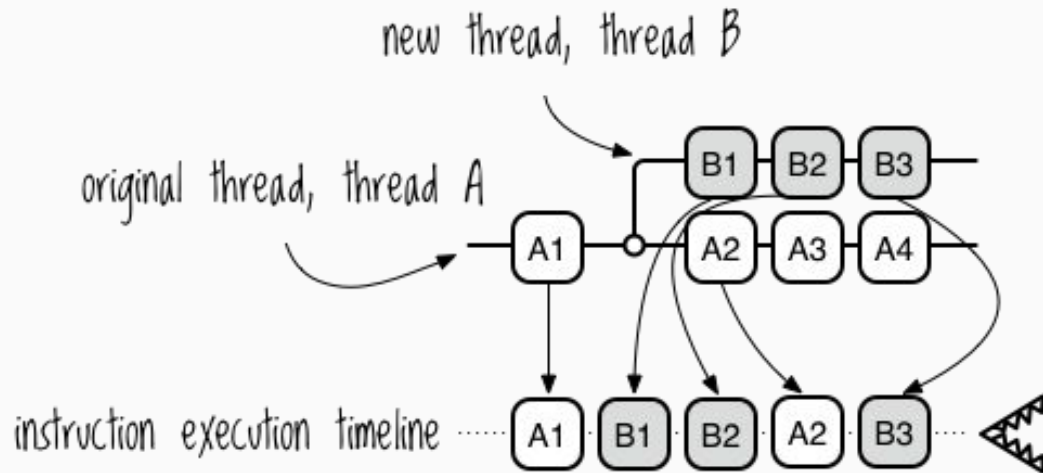 new thread, thread B
B1 B2 B3
original thread, thread A
A1 A2 A3 A4
instruction execution timeline A1 B1 B2 A2 B3